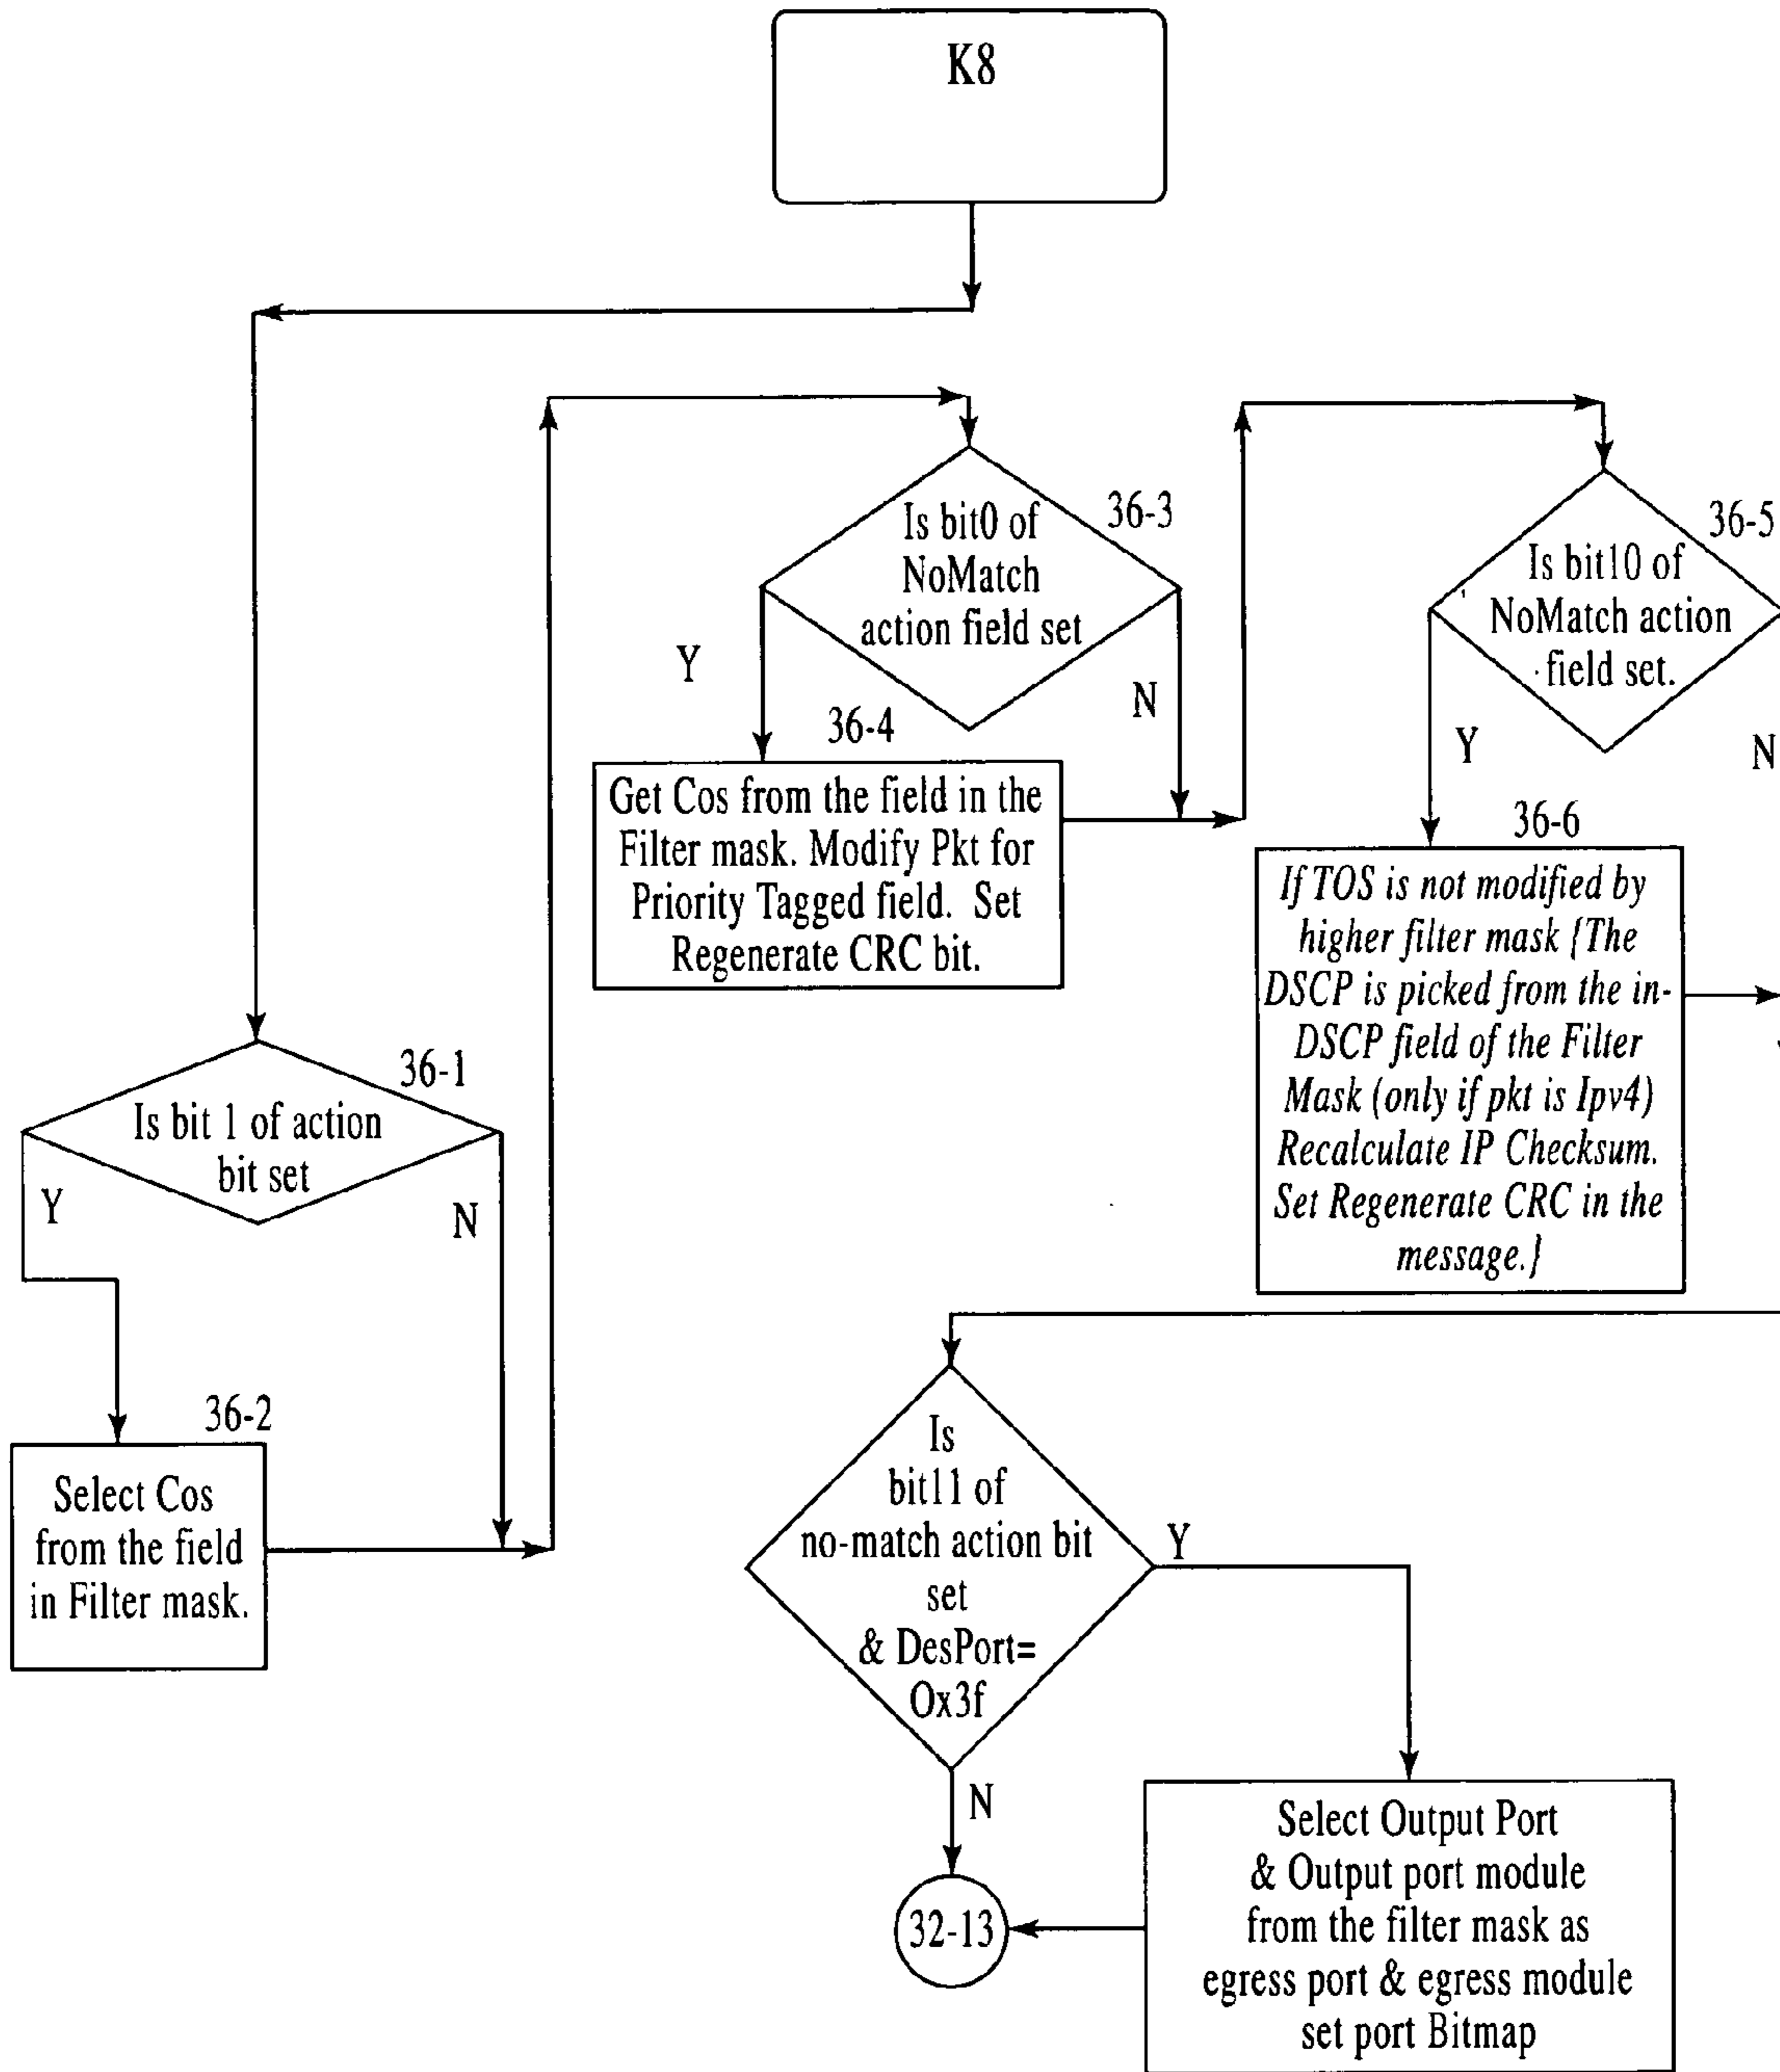 K8
36-1
Is bit 1 of action
bit set
Y
N
36-2
Select Cos
from the field
in Filter mask.
36-3
Is bit0 of
NoMatch
action field set
Y
N
36-4
Get Cos from the field in the
Filter mask. Modify Pkt for
Priority Tagged field. Set
Regenerate CRC bit.
36-5
Is bit10 of
NoMatch action
field set.
Y
N
36-6
If TOS is not modified by
higher filter mask {The
DSCP is picked from the in-
DSCP field of the Filter
Mask (only if pkt is Ipv4)
Recalculate IP Checksum.
Set Regenerate CRC in the
message.}
Is
bit11 of
no-match action bit
set
& DesPort=
Ox3f
Y
N
32-13
Select Output Port
& Output port module
from the filter mask as
egress port & egress module
set port Bitmap